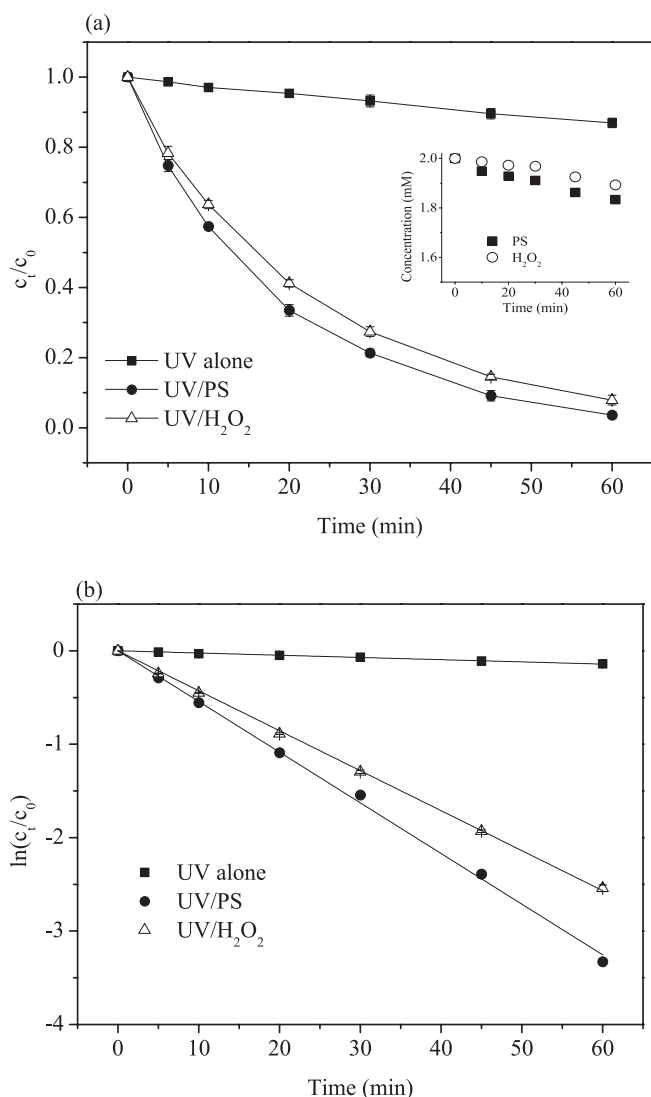 (a)
1.0
0.8
0.6
0.4
0.2
0.0
c_t/c_0
UV alone
UV/PS
UV/H₂O₂
0 10 20 30 40 50 60
Time (min)
2.0
1.8
1.6
Concentration (mM)
PS
H₂O₂
0 10 20 30 40 50 60
Time (min)
(b)
0
-1
-2
-3
-4
ln(c_t/c_0)
UV alone
UV/PS
UV/H₂O₂
0 10 20 30 40 50 60
Time (min)